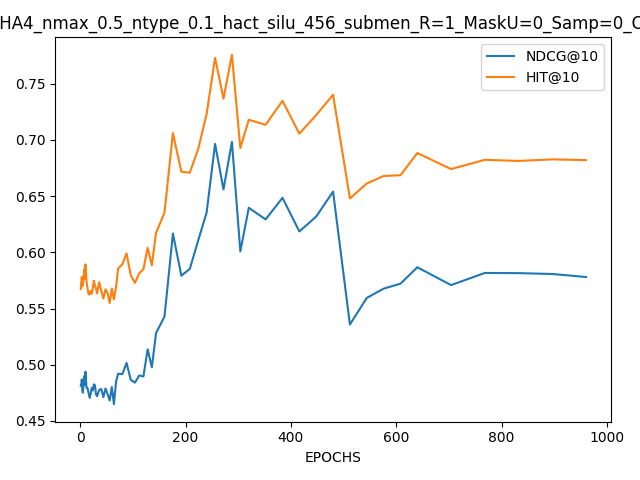 HA4_nmax_0.5_ntype_0.1_hact_silu_456_submen_R=1_MaskU=0_Samp=0_C
NDCG@10
HIT@10
0.75
0.70
0.65
0.60
0.55
0.50
0.45
0 200 400 600 800 1000
EPOCHS